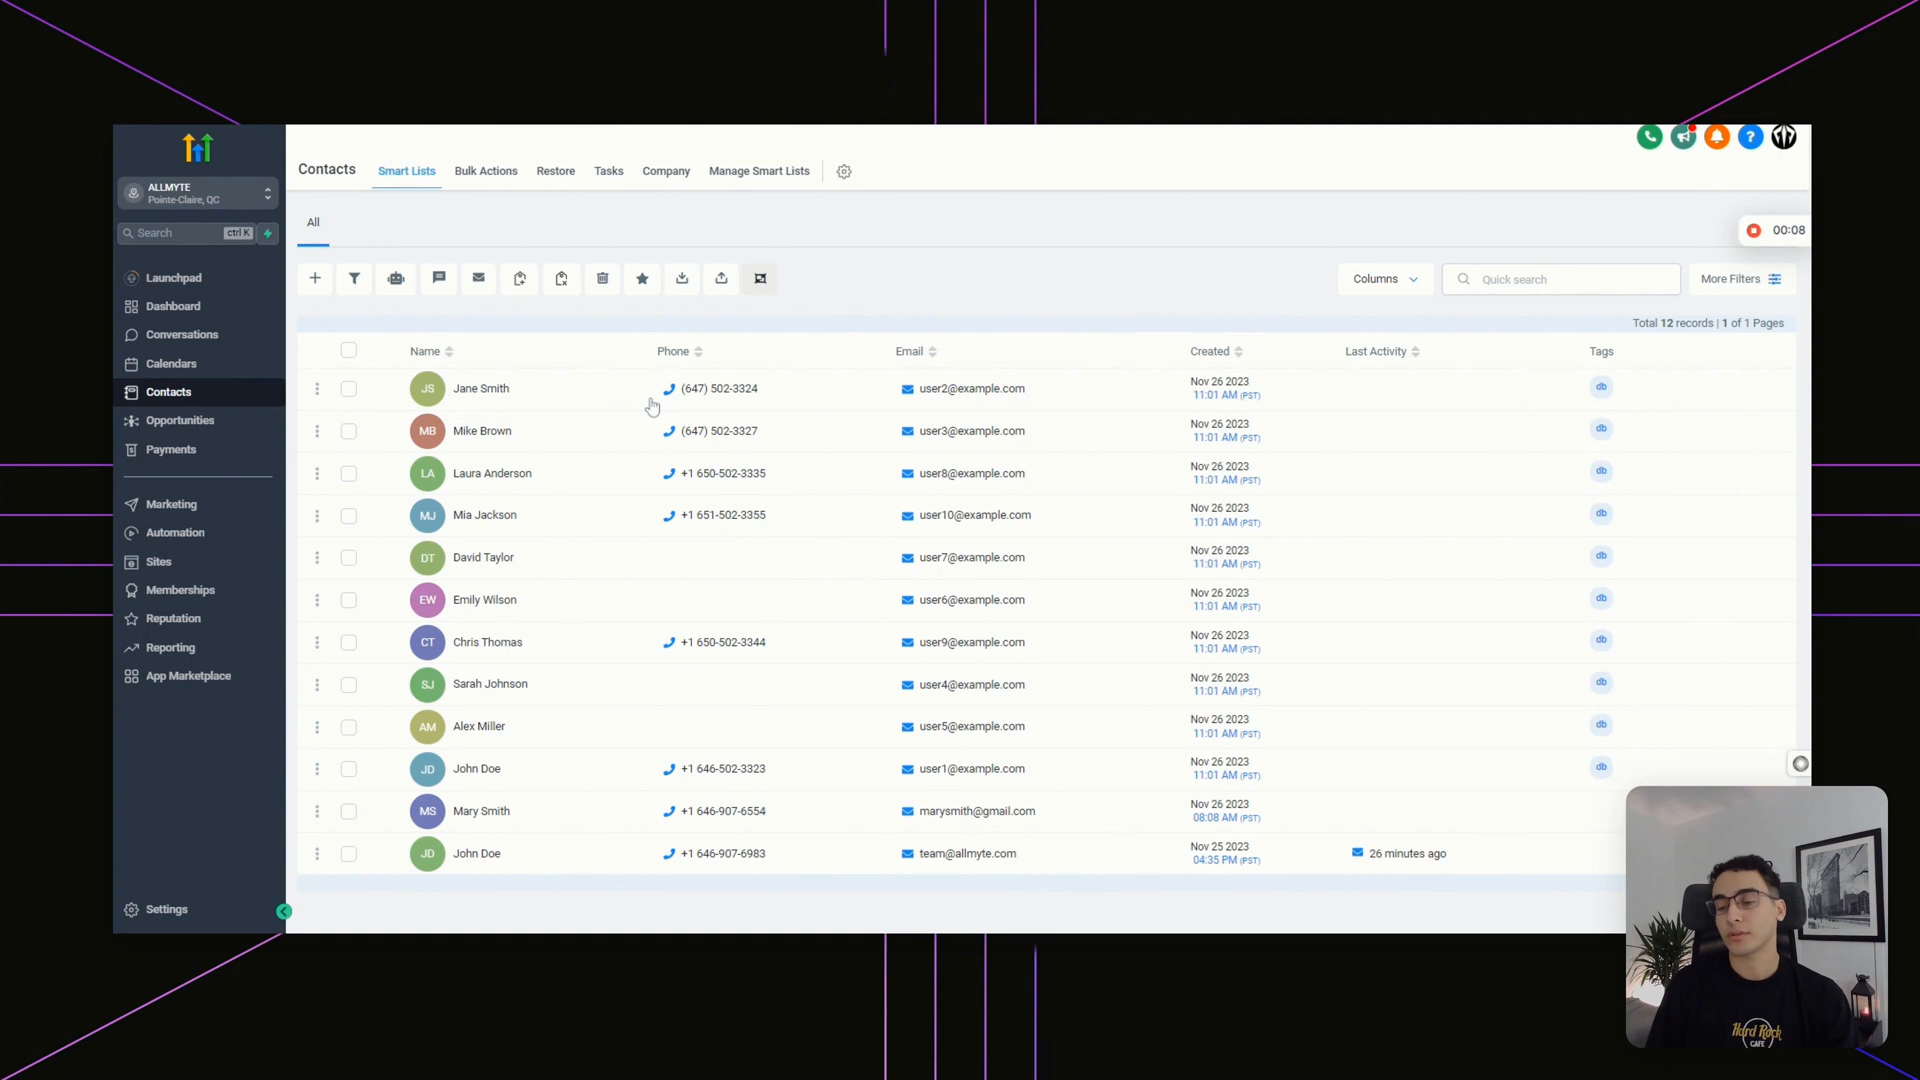 ALLMYTE
Pointe-Claire, QC
Search ctrl K
Launchpad
Dashboard
Conversations
Calendars
Contacts
Opportunities
Payments
Marketing
Automation
Sites
Memberships
Reputation
Reporting
App Marketplace
Settings
Contacts Smart Lists Bulk Actions Restore Tasks Company Manage Smart Lists
?
All
00:08
Columns Quick search More Filters
Total 12 records | 1 of 1 Pages
Name Phone Email Created Last Activity Tags
JS Jane Smith (647) 502-3324 user2@example.com Nov 26 2023 db
11:01 AM (PST)
MB Mike Brown (647) 502-3327 user3@example.com Nov 26 2023 db
11:01 AM (PST)
LA Laura Anderson +1 650-502-3335 user8@example.com Nov 26 2023 db
11:01 AM (PST)
MJ Mia Jackson +1 651-502-3355 user10@example.com Nov 26 2023 db
11:01 AM (PST)
DT David Taylor user7@example.com Nov 26 2023 db
11:01 AM (PST)
EW Emily Wilson user6@example.com Nov 26 2023 db
11:01 AM (PST)
CT Chris Thomas +1 650-502-3344 user9@example.com Nov 26 2023 db
11:01 AM (PST)
SJ Sarah Johnson user4@example.com Nov 26 2023 db
11:01 AM (PST)
AM Alex Miller user5@example.com Nov 26 2023 db
11:01 AM (PST)
JD John Doe +1 646-502-3323 user1@example.com Nov 26 2023 db
11:01 AM (PST)
MS Mary Smith +1 646-907-6554 marysmith@gmail.com Nov 26 2023
08:08 AM (PST)
JD John Doe +1 646-907-6983 team@allmyte.com Nov 25 2023 26 minutes ago
04:35 PM (PST)
Hard Rock
CAFE